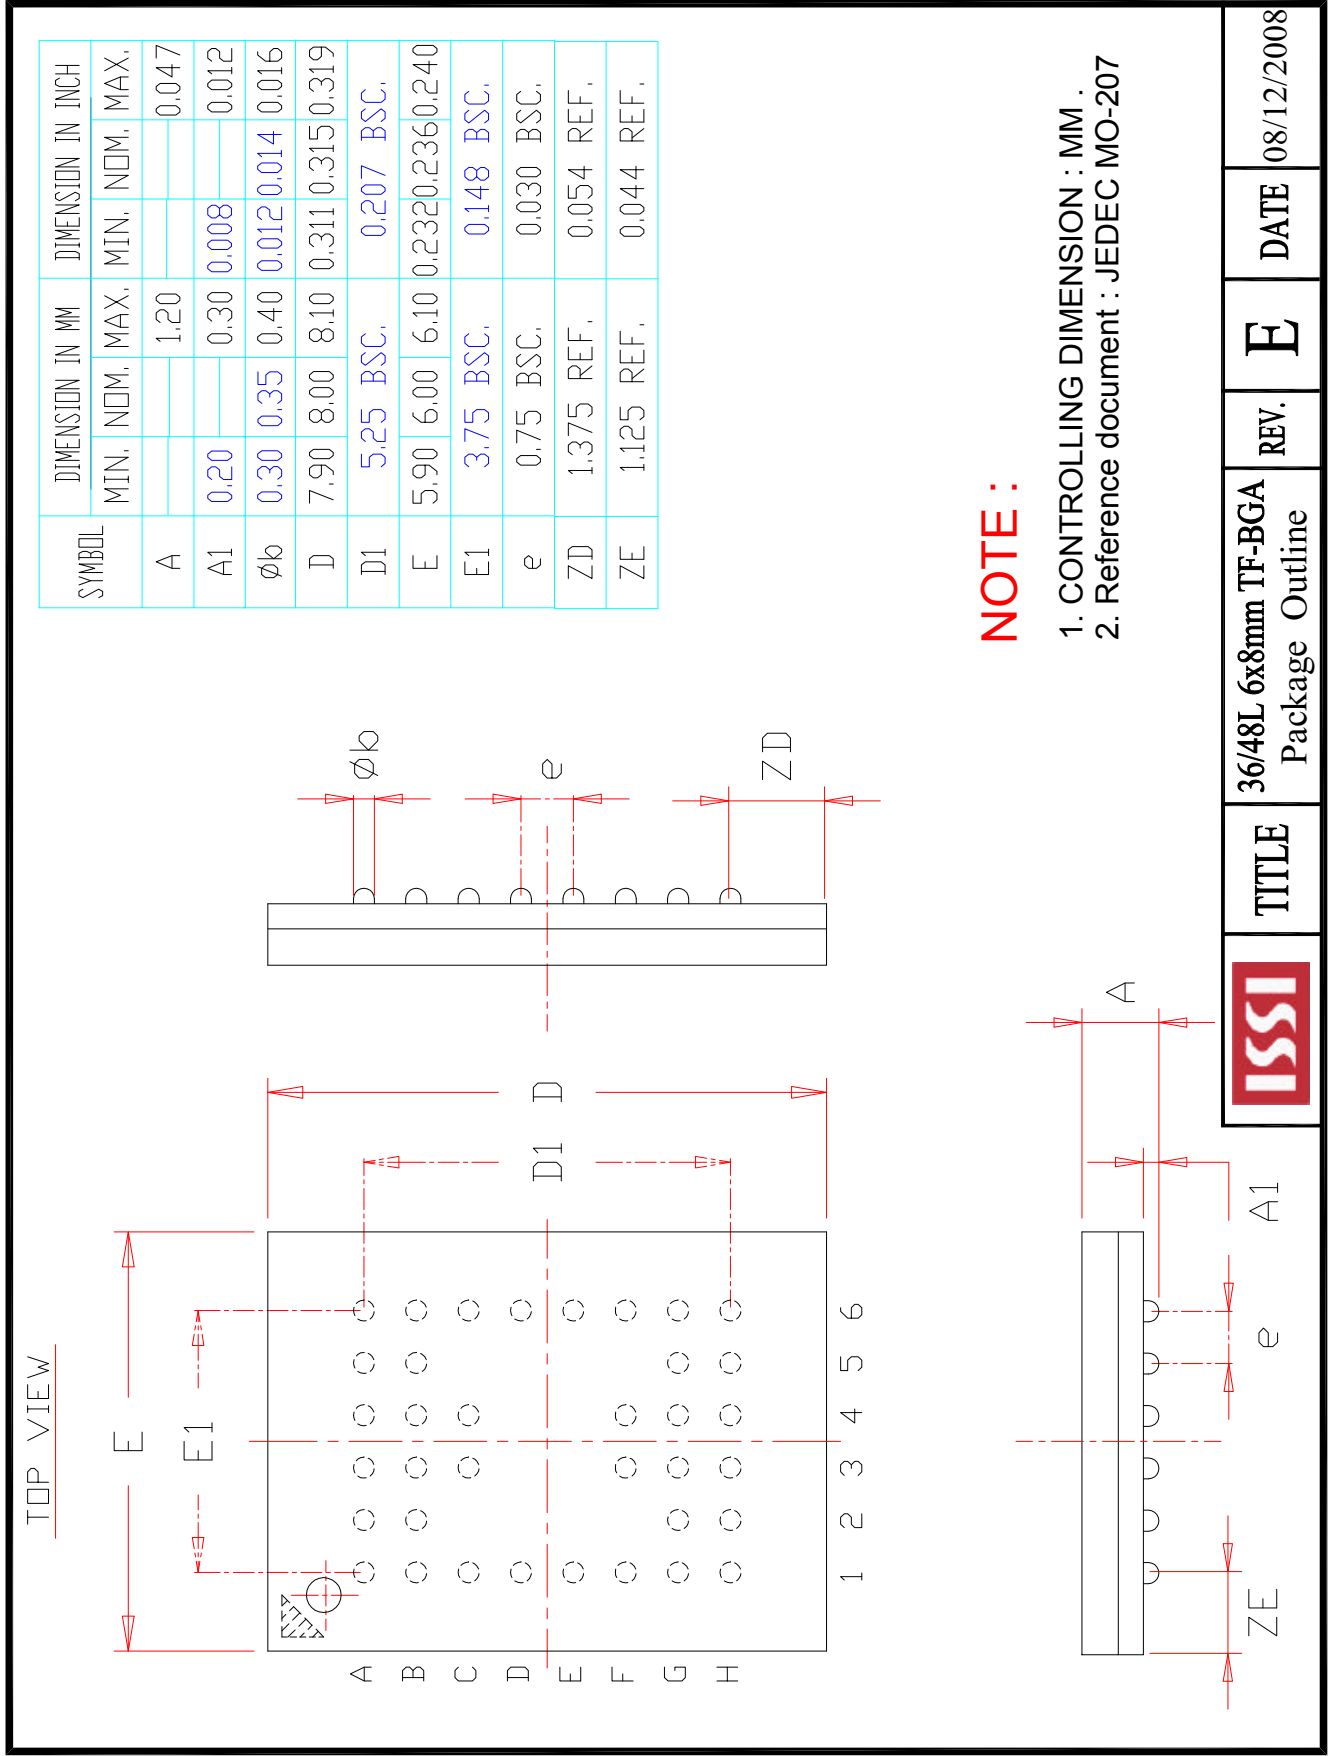 TOP VIEW
E
E1
A
B
C
D
E
F
G
H
1 2 3 4 5 6
D1
D
Øb
e
ZD
ZE
e
A1
A
SYMBOL DIMENSION IN MM DIMENSION IN INCH
MIN. NOM. MAX. MIN. NOM. MAX.
A 1.20 0.047
A1 0.20 0.30 0.008 0.012
Øb 0.30 0.35 0.40 0.012 0.014 0.016
D 7.90 8.00 8.10 0.311 0.315 0.319
D1 5.25 BSC. 0.207 BSC.
E 5.90 6.00 6.10 0.232 0.236 0.240
E1 3.75 BSC. 0.148 BSC.
e 0.75 BSC. 0.030 BSC.
ZD 1.375 REF. 0.054 REF.
ZE 1.125 REF. 0.044 REF.
NOTE :
1. CONTROLLING DIMENSION : MM .
2. Reference document : JEDEC MO-207
ISSI
TITLE
36/48L 6x8mm TF-BGA
Package Outline
REV.
E
DATE
08/12/2008